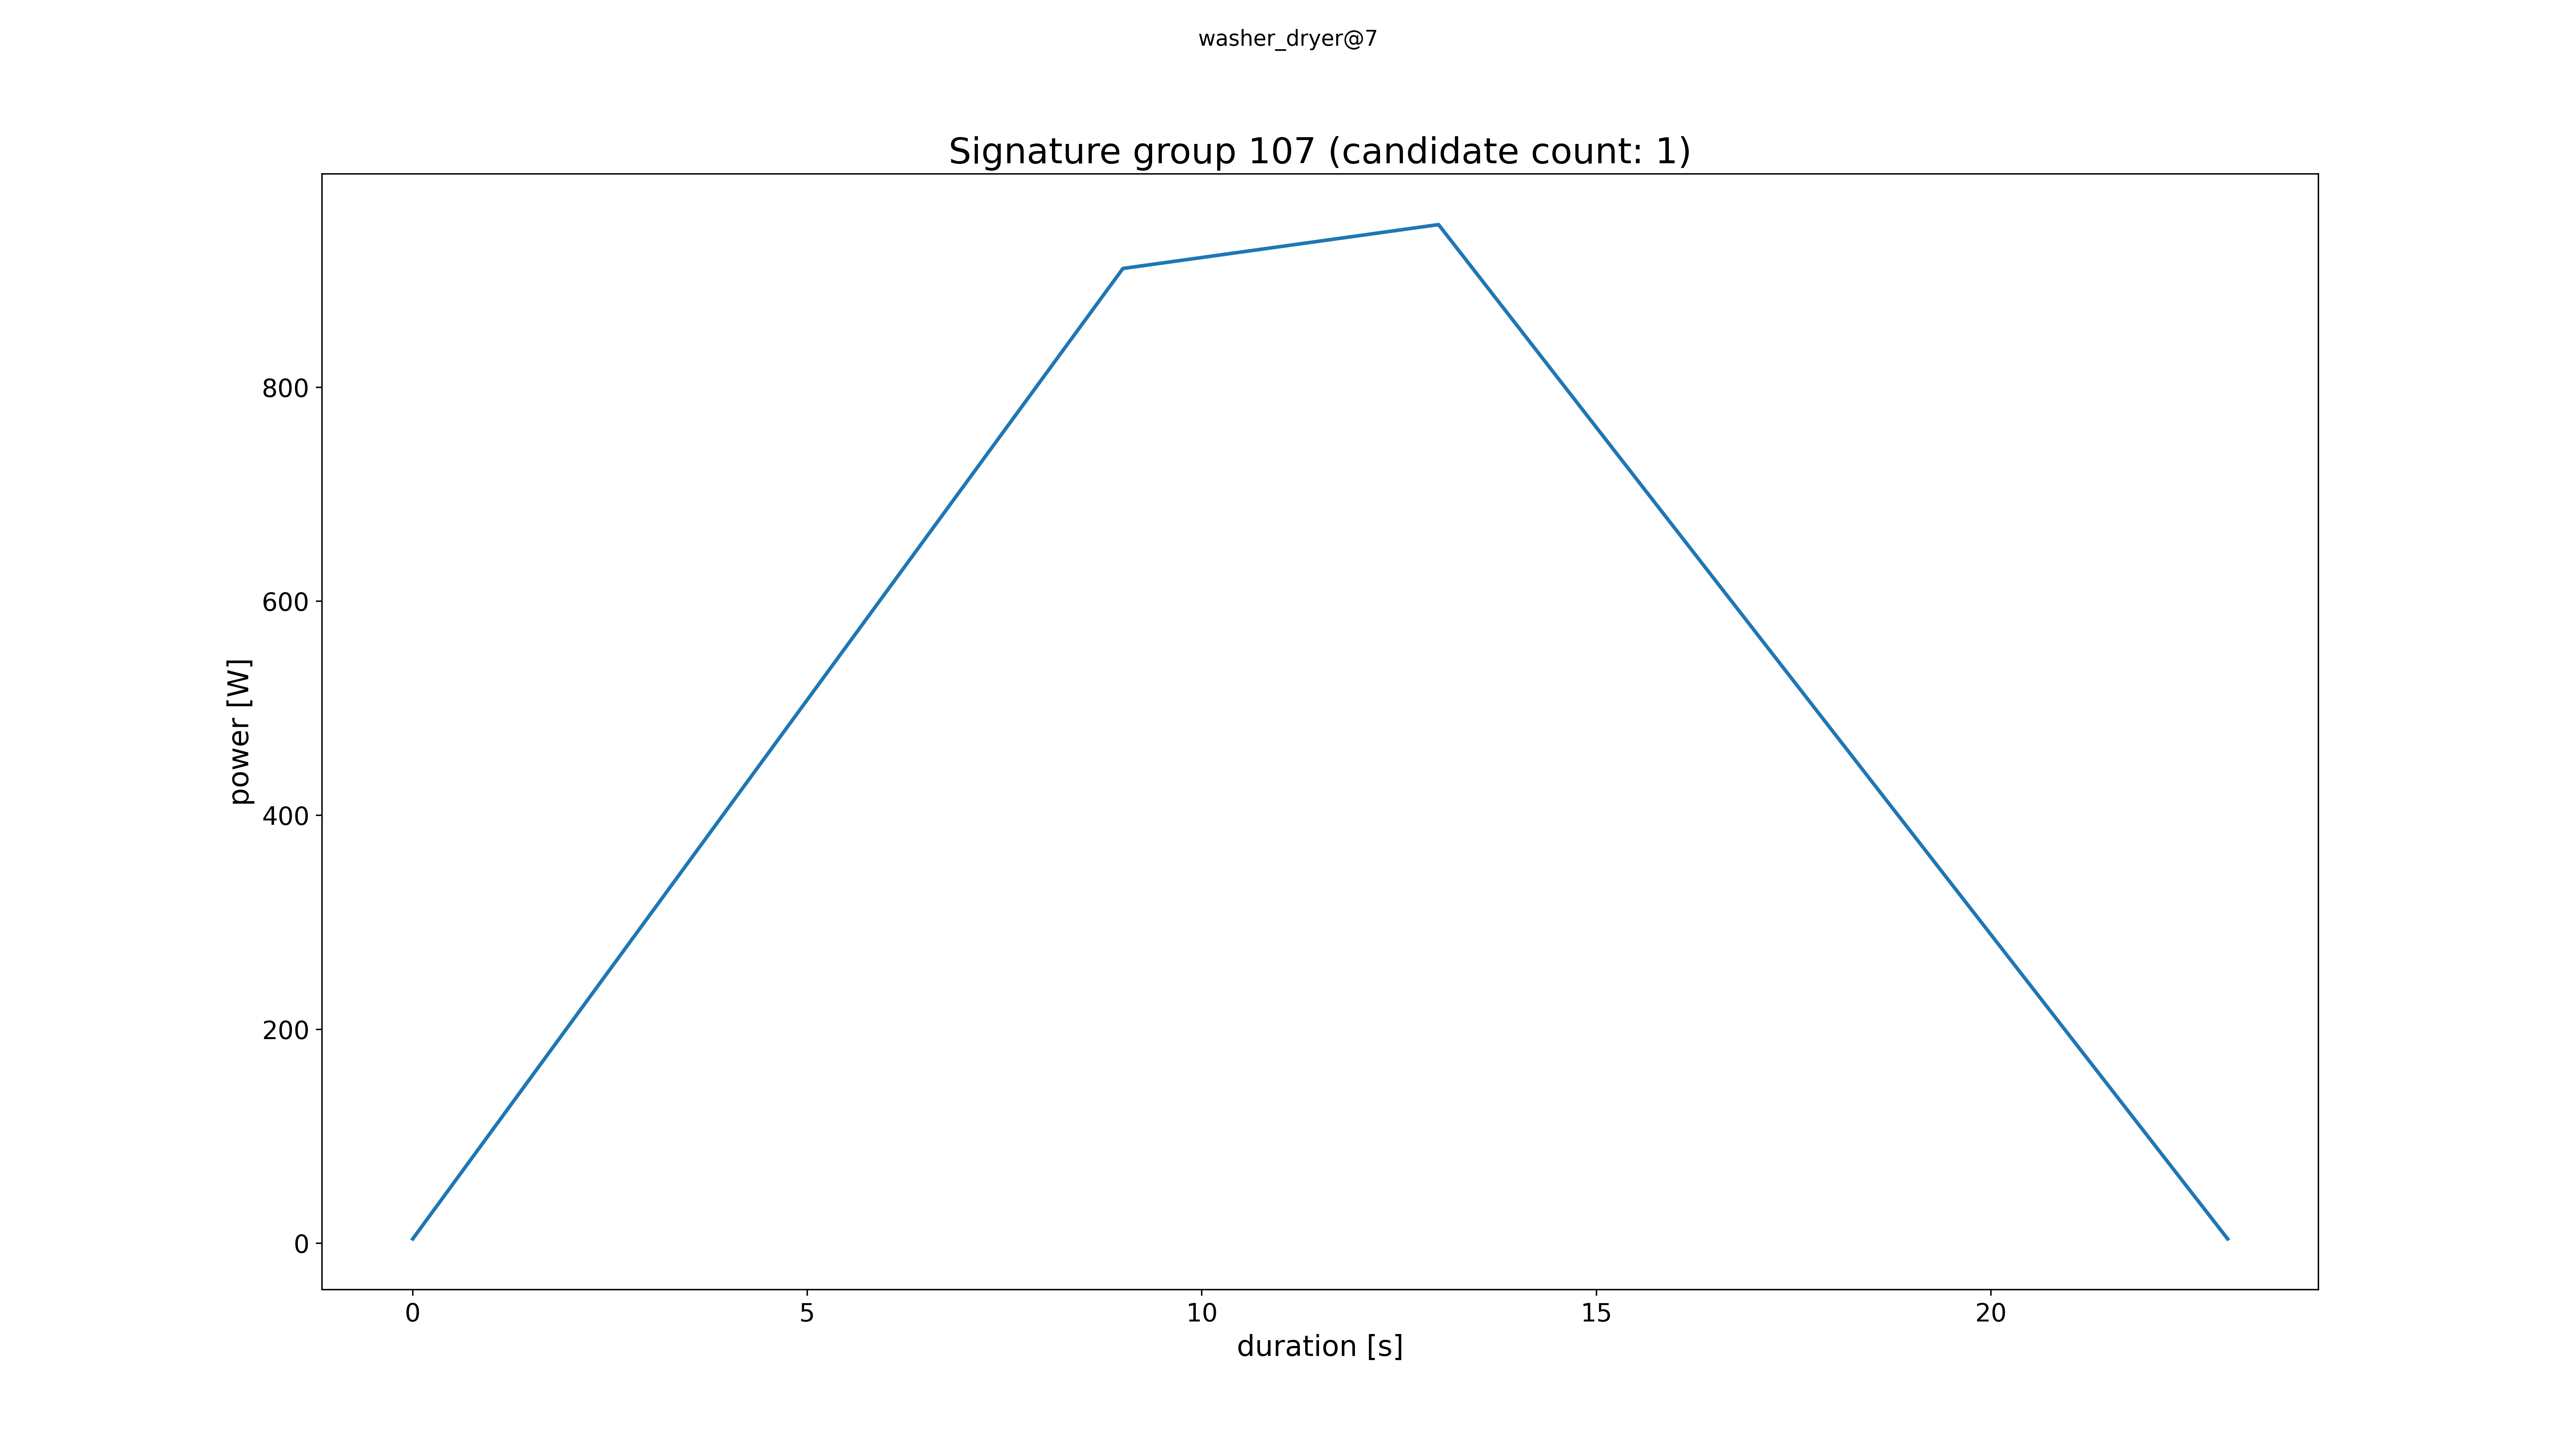 washer_dryer@7
Signature group 107 (candidate count: 1)
power [W]
800
600
400
200
0
0 5 10 15 20
duration [s]